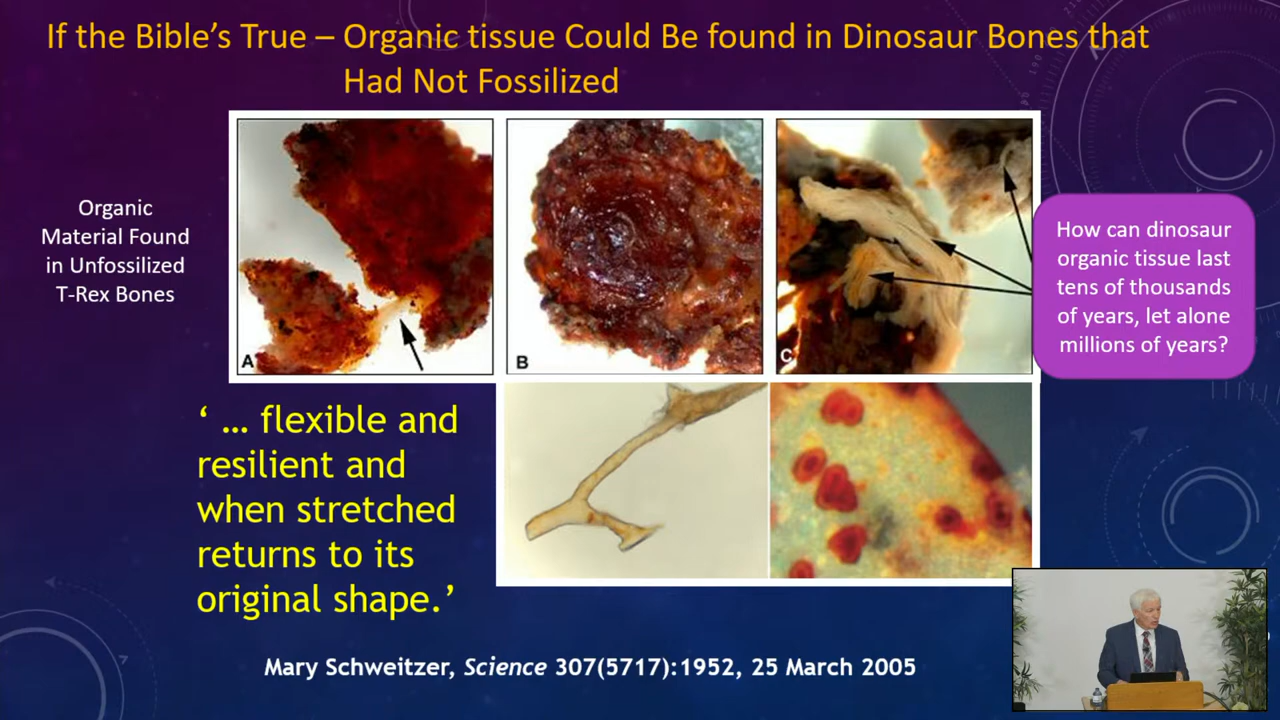 If the Bible's True – Organic tissue Could Be found in Dinosaur Bones that
Had Not Fossilized
Organic
Material Found
in Unfossilized
T-Rex Bones
A
B
C
How can dinosaur
organic tissue last
tens of thousands
of years, let alone
millions of years?
‘ … flexible and
resilient and
when stretched
returns to its
original shape.’
Mary Schweitzer, Science 307(5717):1952, 25 March 2005